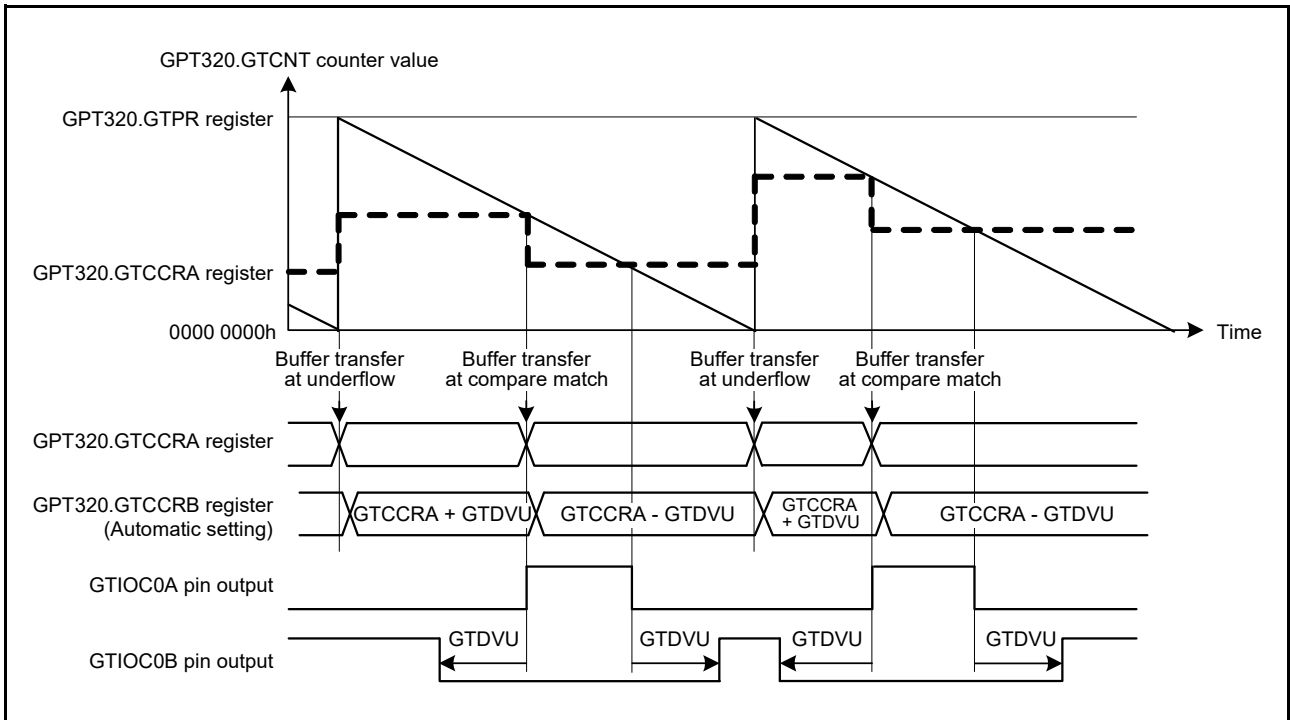 GPT320.GTCNT counter value
GPT320.GTPR register
GPT320.GTCCRA register
0000 0000h
Time
Buffer transfer
at underflow
Buffer transfer
at compare match
Buffer transfer
at underflow
Buffer transfer
at compare match
GPT320.GTCCRA register
GPT320.GTCCRB register
(Automatic setting)
GTCCRA + GTDVU
GTCCRA - GTDVU
GTCCRA
+ GTDVU
GTCCRA - GTDVU
GTIOC0A pin output
GTIOC0B pin output
GTDVU
GTDVU
GTDVU
GTDVU